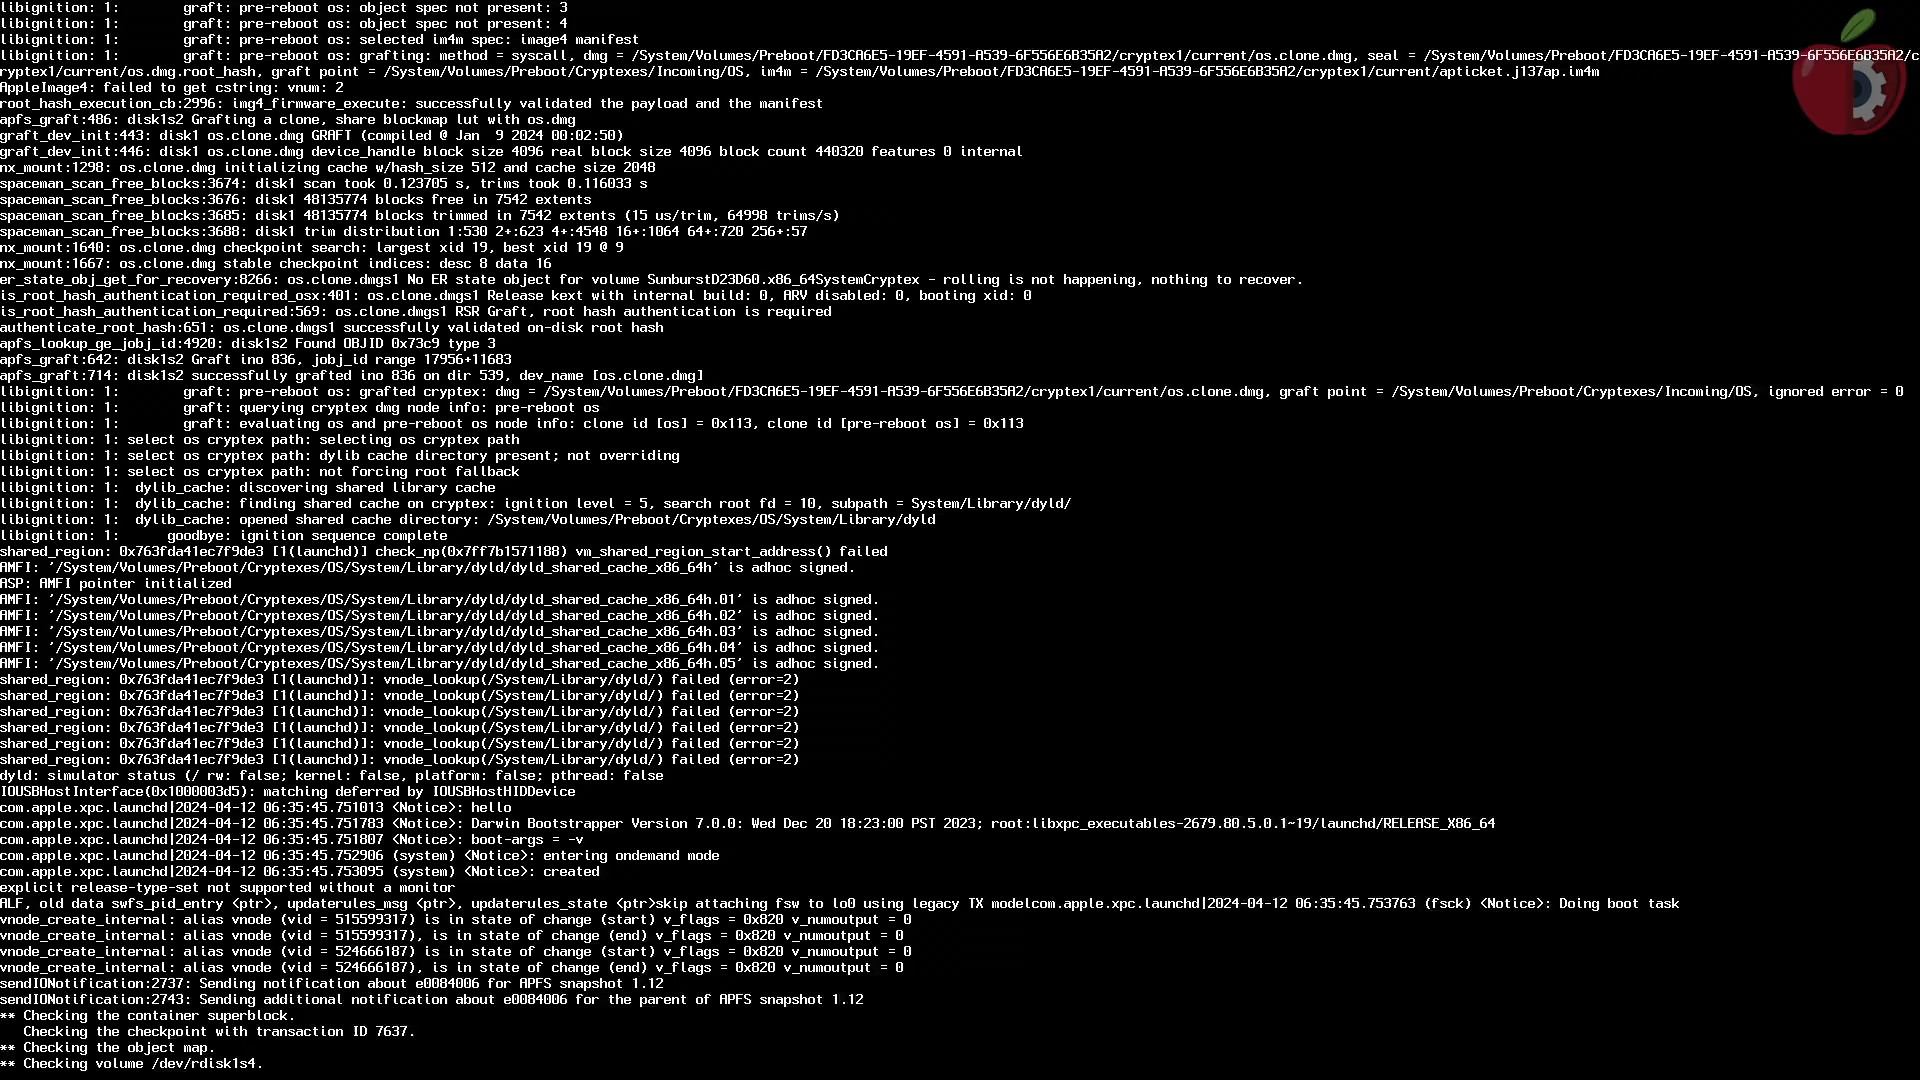 libignition: 1:        graft: pre-reboot os: object spec not present: 3
libignition: 1:        graft: pre-reboot os: object spec not present: 4
libignition: 1:        graft: pre-reboot os: selected im4m spec: image4 manifest
libignition: 1:        graft: pre-reboot os: grafting: method = syscall, dmg = /System/Volumes/Preboot/FD3CA6E5-19EF-4591-A539-6F556E6B35A2/cryptex1/current/os.clone.dmg, seal = /System/Volumes/Preboot/FD3CA6E5-19EF-4591-A539-6F556E6B35A2/c
ryptex1/current/os.dmg.root_hash, graft point = /System/Volumes/Preboot/Cryptexes/Incoming/OS, im4m = /System/Volumes/Preboot/FD3CA6E5-19EF-4591-A539-6F556E6B35A2/cryptex1/current/apticket.j137ap.im4m
AppleImage4: failed to get cstring: vnum: 2
root_hash_execution_cb:2996: img4_firmware_execute: successfully validated the payload and the manifest
apfs_graft:486: disk1s2 Grafting a clone, share blockmap lut with os.dmg
graft_dev_init:443: disk1 os.clone.dmg GRAFT (compiled @ Jan  9 2024 00:02:50)
graft_dev_init:446: disk1 os.clone.dmg device_handle block size 4096 real block size 4096 block count 440320 features 0 internal
nx_mount:1298: os.clone.dmg initializing cache w/hash_size 512 and cache size 2048
spaceman_scan_free_blocks:3674: disk1 scan took 0.123705 s, trims took 0.116033 s
spaceman_scan_free_blocks:3676: disk1 48135774 blocks free in 7542 extents
spaceman_scan_free_blocks:3685: disk1 48135774 blocks trimmed in 7542 extents (15 us/trim, 64998 trims/s)
spaceman_scan_free_blocks:3688: disk1 trim distribution 1:530 2+:623 4+:4548 16+:1064 64+:720 256+:57
nx_mount:1640: os.clone.dmg checkpoint search: largest xid 19, best xid 19 @ 9
nx_mount:1667: os.clone.dmg stable checkpoint indices: desc 8 data 16
er_state_obj_get_for_recovery:8266: os.clone.dmgs1 No ER state object for volume SunburstD23D60.x86_64SystemCryptex - rolling is not happening, nothing to recover.
is_root_hash_authentication_required_osx:401: os.clone.dmgs1 Release kext with internal build: 0, ARV disabled: 0, booting xid: 0
is_root_hash_authentication_required:569: os.clone.dmgs1 RSR Graft, root hash authentication is required
authenticate_root_hash:651: os.clone.dmgs1 successfully validated on-disk root hash
apfs_lookup_ge_jobj_id:4920: disk1s2 Found OBJID 0x73c9 type 3
apfs_graft:642: disk1s2 Graft ino 836, jobj_id range 17956+11683
apfs_graft:714: disk1s2 successfully grafted ino 836 on dir 539, dev_name [os.clone.dmg]
libignition: 1:        graft: pre-reboot os: grafted cryptex: dmg = /System/Volumes/Preboot/FD3CA6E5-19EF-4591-A539-6F556E6B35A2/cryptex1/current/os.clone.dmg, graft point = /System/Volumes/Preboot/Cryptexes/Incoming/OS, ignored error = 0
libignition: 1:        graft: querying cryptex dmg node info: pre-reboot os
libignition: 1:        graft: evaluating os and pre-reboot os node info: clone id [os] = 0x113, clone id [pre-reboot os] = 0x113
libignition: 1: select os cryptex path: selecting os cryptex path
libignition: 1: select os cryptex path: dylib cache directory present; not overriding
libignition: 1: select os cryptex path: not forcing root fallback
libignition: 1:  dylib_cache: discovering shared library cache
libignition: 1:  dylib_cache: finding shared cache on cryptex: ignition level = 5, search root fd = 10, subpath = System/Library/dyld/
libignition: 1:  dylib_cache: opened shared cache directory: /System/Volumes/Preboot/Cryptexes/OS/System/Library/dyld
libignition: 1:      goodbye: ignition sequence complete
shared_region: 0x763fda41ec7f9de3 [1(launchd)] check_np(0x7ff7b1571188) vm_shared_region_start_address() failed
AMFI: '/System/Volumes/Preboot/Cryptexes/OS/System/Library/dyld/dyld_shared_cache_x86_64h' is adhoc signed.
ASP: AMFI pointer initialized
AMFI: '/System/Volumes/Preboot/Cryptexes/OS/System/Library/dyld/dyld_shared_cache_x86_64h.01' is adhoc signed.
AMFI: '/System/Volumes/Preboot/Cryptexes/OS/System/Library/dyld/dyld_shared_cache_x86_64h.02' is adhoc signed.
AMFI: '/System/Volumes/Preboot/Cryptexes/OS/System/Library/dyld/dyld_shared_cache_x86_64h.03' is adhoc signed.
AMFI: '/System/Volumes/Preboot/Cryptexes/OS/System/Library/dyld/dyld_shared_cache_x86_64h.04' is adhoc signed.
AMFI: '/System/Volumes/Preboot/Cryptexes/OS/System/Library/dyld/dyld_shared_cache_x86_64h.05' is adhoc signed.
shared_region: 0x763fda41ec7f9de3 [1(launchd)]: vnode_lookup(/System/Library/dyld/) failed (error=2)
shared_region: 0x763fda41ec7f9de3 [1(launchd)]: vnode_lookup(/System/Library/dyld/) failed (error=2)
shared_region: 0x763fda41ec7f9de3 [1(launchd)]: vnode_lookup(/System/Library/dyld/) failed (error=2)
shared_region: 0x763fda41ec7f9de3 [1(launchd)]: vnode_lookup(/System/Library/dyld/) failed (error=2)
shared_region: 0x763fda41ec7f9de3 [1(launchd)]: vnode_lookup(/System/Library/dyld/) failed (error=2)
shared_region: 0x763fda41ec7f9de3 [1(launchd)]: vnode_lookup(/System/Library/dyld/) failed (error=2)
dyld: simulator status (/ rw: false; kernel: false, platform: false; pthread: false
IOUSBHostInterface(0x1000003d5): matching deferred by IOUSBHostHIDDevice
com.apple.xpc.launchd|2024-04-12 06:35:45.751013 <Notice>: hello
com.apple.xpc.launchd|2024-04-12 06:35:45.751783 <Notice>: Darwin Bootstrapper Version 7.0.0: Wed Dec 20 18:23:00 PST 2023; root:libxpc_executables-2679.80.5.0.1~19/launchd/RELEASE_X86_64
com.apple.xpc.launchd|2024-04-12 06:35:45.751807 <Notice>: boot-args = -v
com.apple.xpc.launchd|2024-04-12 06:35:45.752906 (system) <Notice>: entering ondemand mode
com.apple.xpc.launchd|2024-04-12 06:35:45.753095 (system) <Notice>: created
explicit release-type-set not supported without a monitor
ALF, old data swfs_pid_entry <ptr>, updaterules_msg <ptr>, updaterules_state <ptr>skip attaching fsw to lo0 using legacy TX modelcom.apple.xpc.launchd|2024-04-12 06:35:45.753763 (fsck) <Notice>: Doing boot task
vnode_create_internal: alias vnode (vid = 515599317) is in state of change (start) v_flags = 0x820 v_numoutput = 0
vnode_create_internal: alias vnode (vid = 515599317), is in state of change (end) v_flags = 0x820 v_numoutput = 0
vnode_create_internal: alias vnode (vid = 524666187) is in state of change (start) v_flags = 0x820 v_numoutput = 0
vnode_create_internal: alias vnode (vid = 524666187), is in state of change (end) v_flags = 0x820 v_numoutput = 0
sendIONotification:2737: Sending notification about e0084006 for APFS snapshot 1.12
sendIONotification:2743: Sending additional notification about e0084006 for the parent of APFS snapshot 1.12
** Checking the container superblock.
   Checking the checkpoint with transaction ID 7637.
** Checking the object map.
** Checking volume /dev/rdisk1s4.